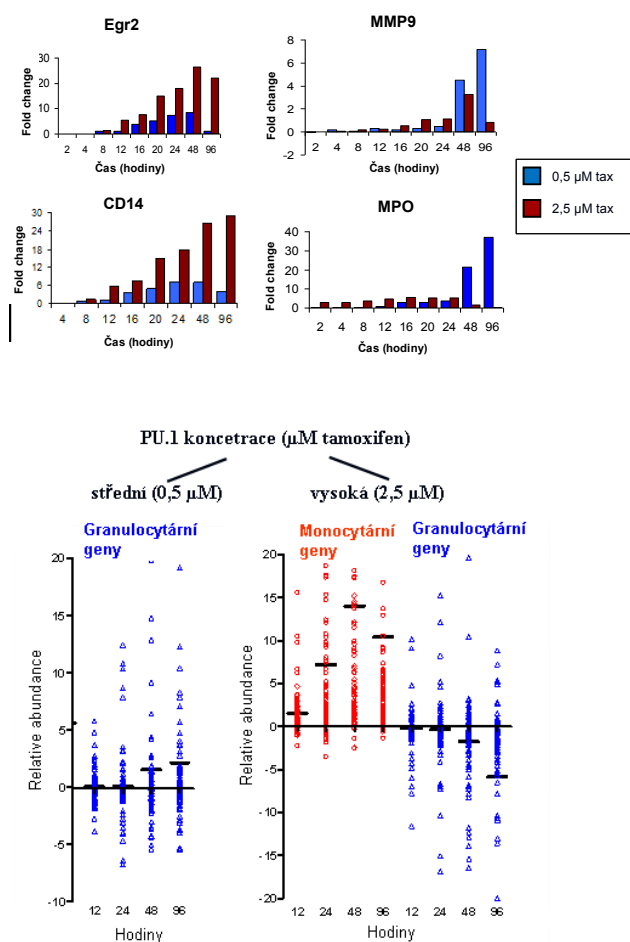 Egr2
Fold change
30
20
10
0
2 4 8 12 16 20 24 48 96
Čas (hodiny)
MMP9
Fold change
8
6
4
2
0
-2
2 4 8 12 16 20 24 48 96
Čas (hodiny)
0,5 µM tax
2,5 µM tax
CD14
Fold change
30
24
18
12
6
0
4 8 12 16 20 24 48 96
Čas (hodiny)
MPO
Fold change
40
30
20
10
0
2 4 8 12 16 20 24 48 96
Čas (hodiny)
PU.1 koncetrace (µM tamoxifen)
střední (0,5 µM)
vysoká (2,5 µM)
Granulocytární
geny
Relative abundance
20
15
10
5
0
-5
-10
12 24 48 96
Hodiny
Monocytární
geny
Granulocytární
geny
Relative abundance
20
15
10
5
0
-5
-10
-15
-20
12 24 48 96 12 24 48 96
Hodiny